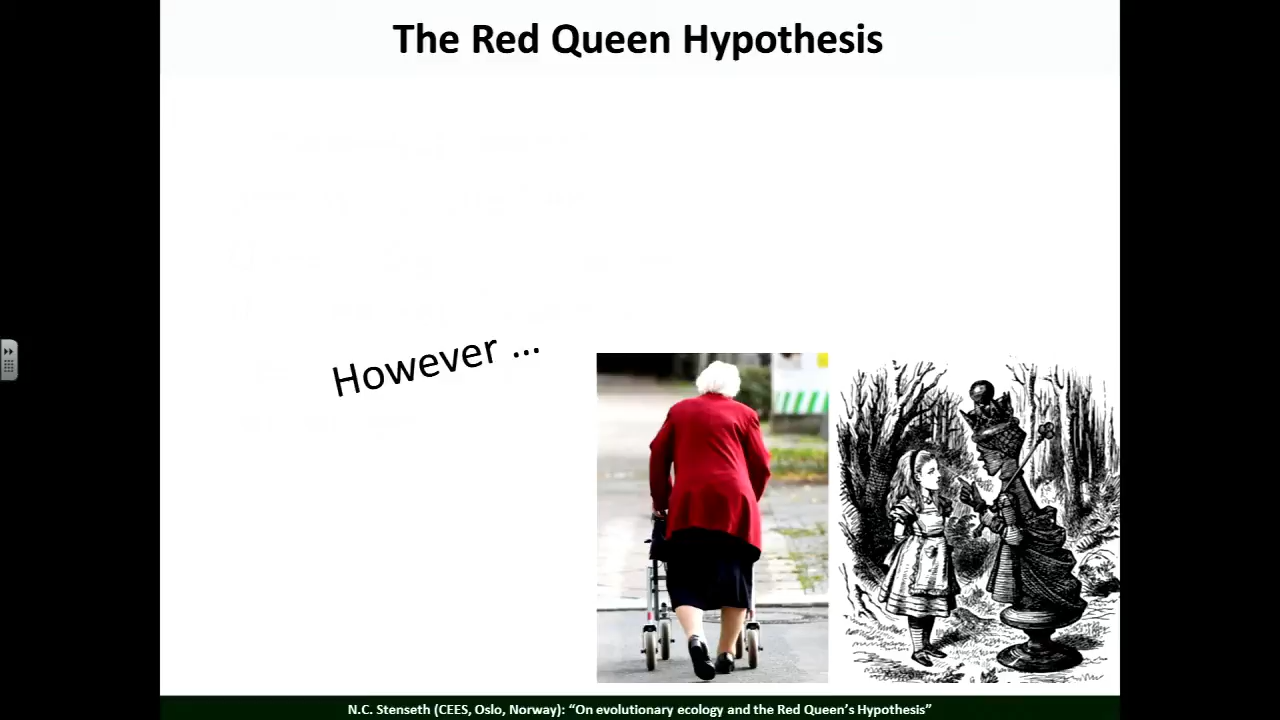 The Red Queen Hypothesis
However ...
N.C. Stenseth (CEES, Oslo, Norway): “On evolutionary ecology and the Red Queen’s Hypothesis”